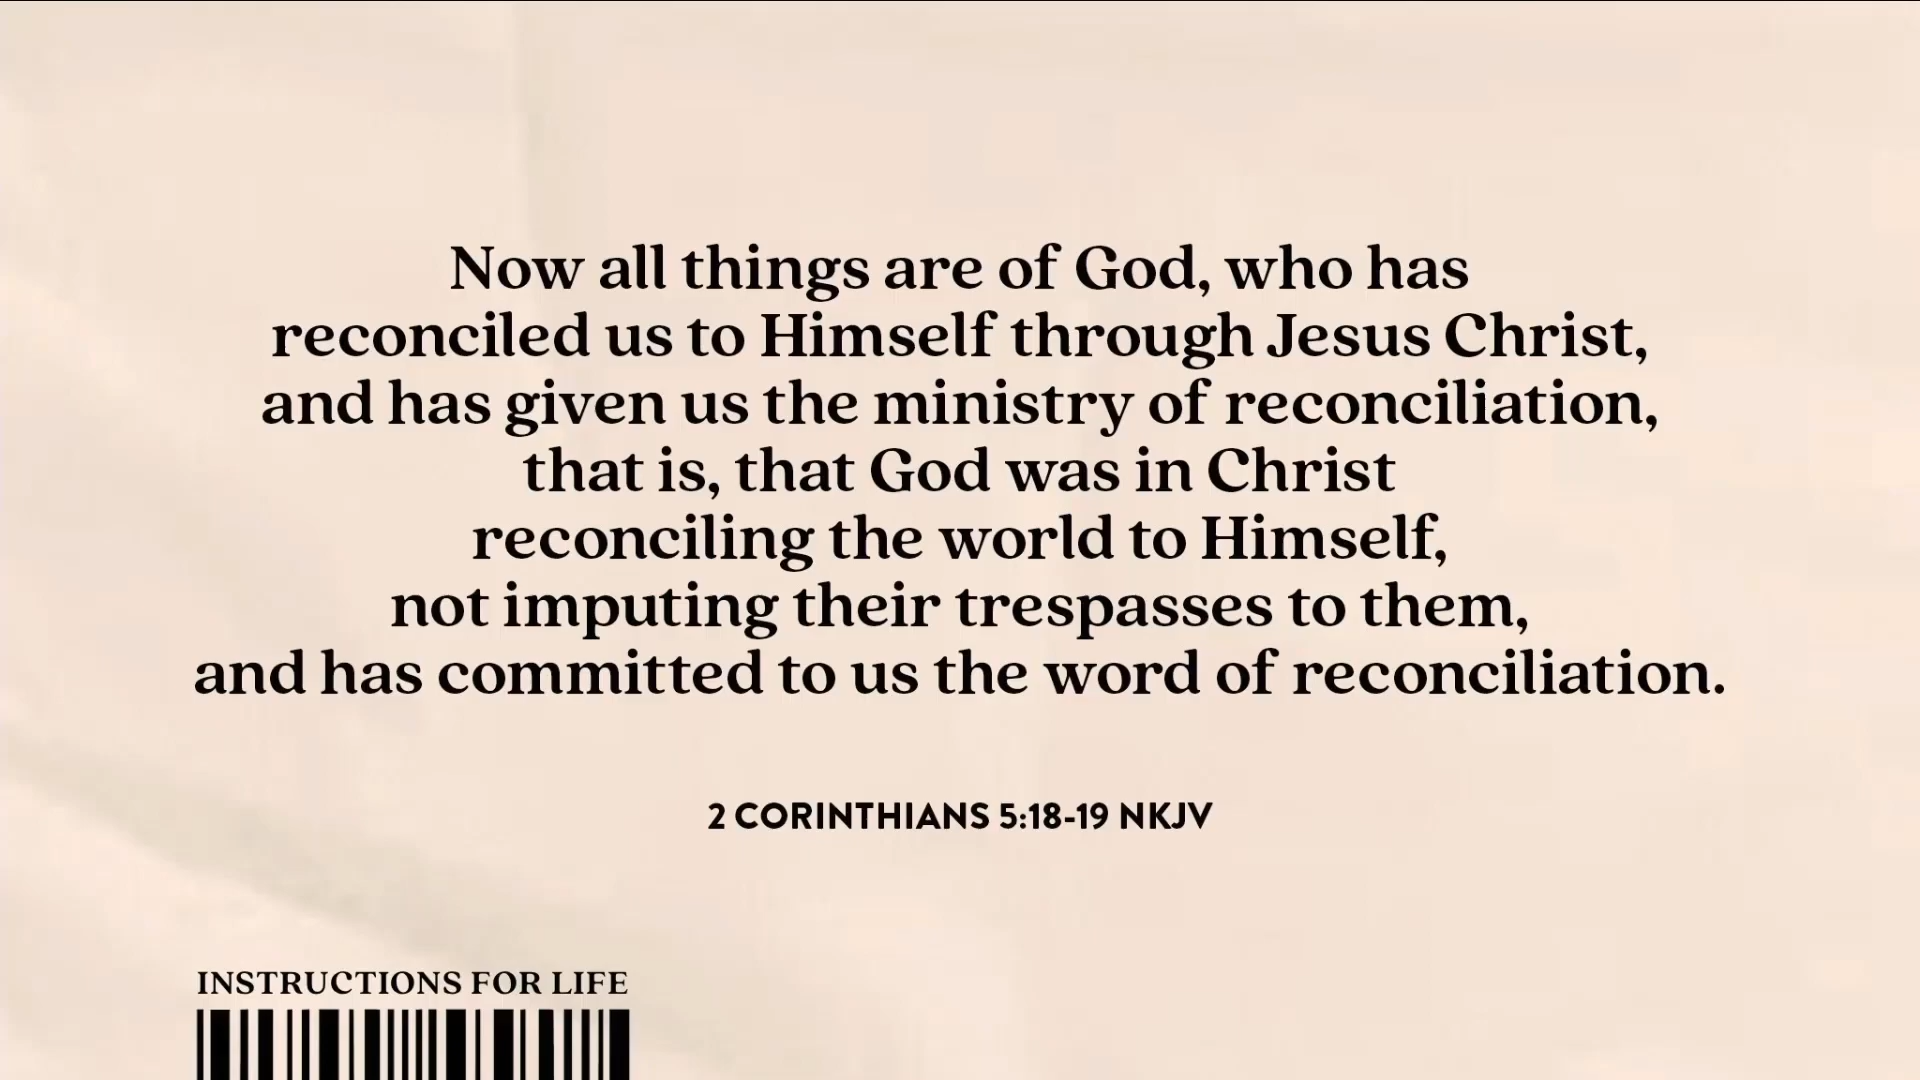 Now all things are of God, who has
reconciled us to Himself through Jesus Christ,
and has given us the ministry of reconciliation,
that is, that God was in Christ
reconciling the world to Himself,
not imputing their trespasses to them,
and has committed to us the word of reconciliation.
2 CORINTHIANS 5:18-19 NKJV
INSTRUCTIONS FOR LIFE